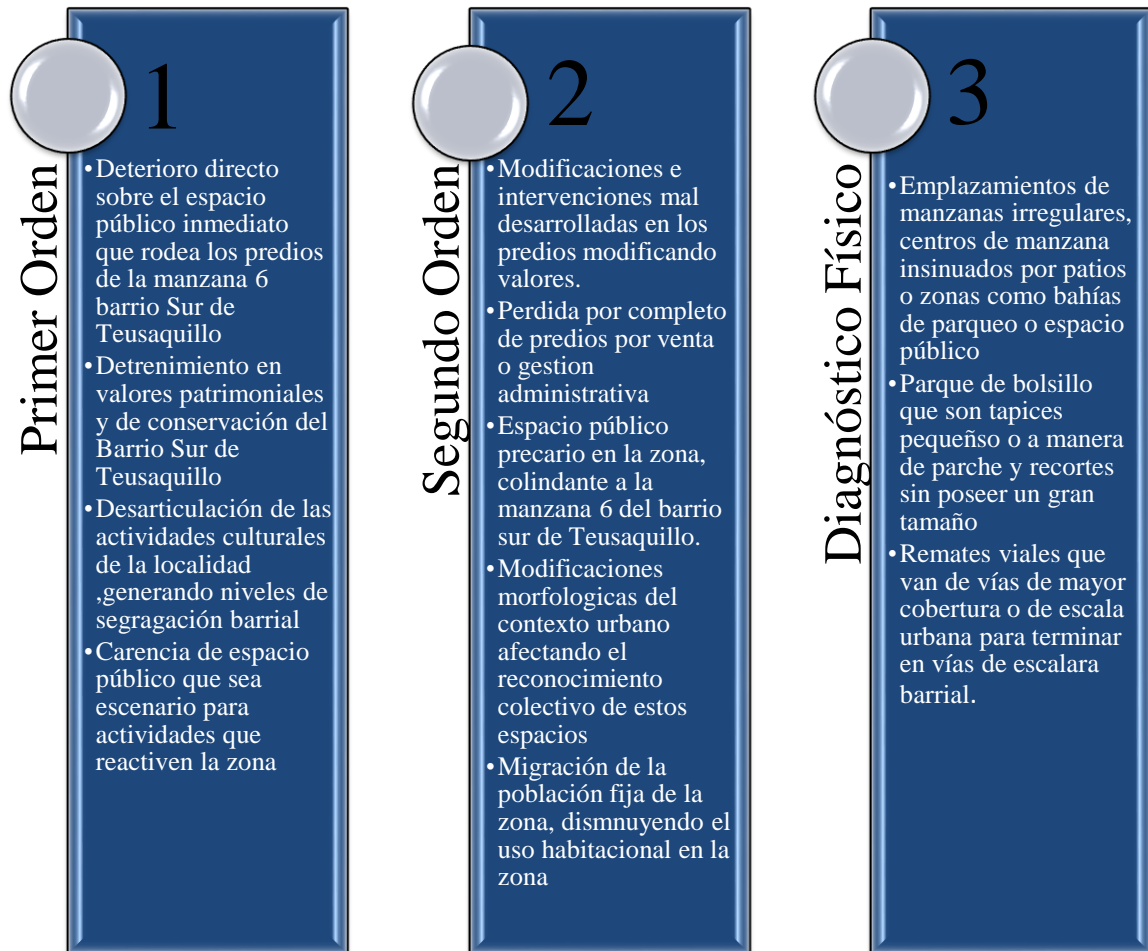 Primer Orden
1
•Deterioro directo
sobre el espacio
público inmediato
que rodea los predios
de la manzana 6
barrio Sur de
Teusaquillo
•Detrenimiento en
valores patrimoniales
y de conservación del
Barrio Sur de
Teusaquillo
•Desarticulación de las
actividades culturales
de la localidad
,generando niveles de
segragación barrial
•Carencia de espacio
público que sea
escenario para
actividades que
reactiven la zona
Segundo Orden
2
•Modificaciones e
intervenciones mal
desarrolladas en los
predios modificando
valores.
•Perdida por completo
de predios por venta
o gestion
administrativa
•Espacio público
precario en la zona,
colindante a la
manzana 6 del barrio
sur de Teusaquillo.
•Modificaciones
morfologicas del
contexto urbano
afectando el
reconocimiento
colectivo de estos
espacios
•Migración de la
población fija de la
zona, dismnuyendo el
uso habitacional en la
zona
Diagnóstico Físico
3
•Emplazamientos de
manzanas irregulares,
centros de manzana
insinuados por patios
o zonas como bahías
de parqueo o espacio
público
•Parque de bolsillo
que son tapices
pequeñso o a manera
de parche y recortes
sin poseer un gran
tamaño
•Remates viales que
van de vías de mayor
cobertura o de escala
urbana para terminar
en vías de escalara
barrial.